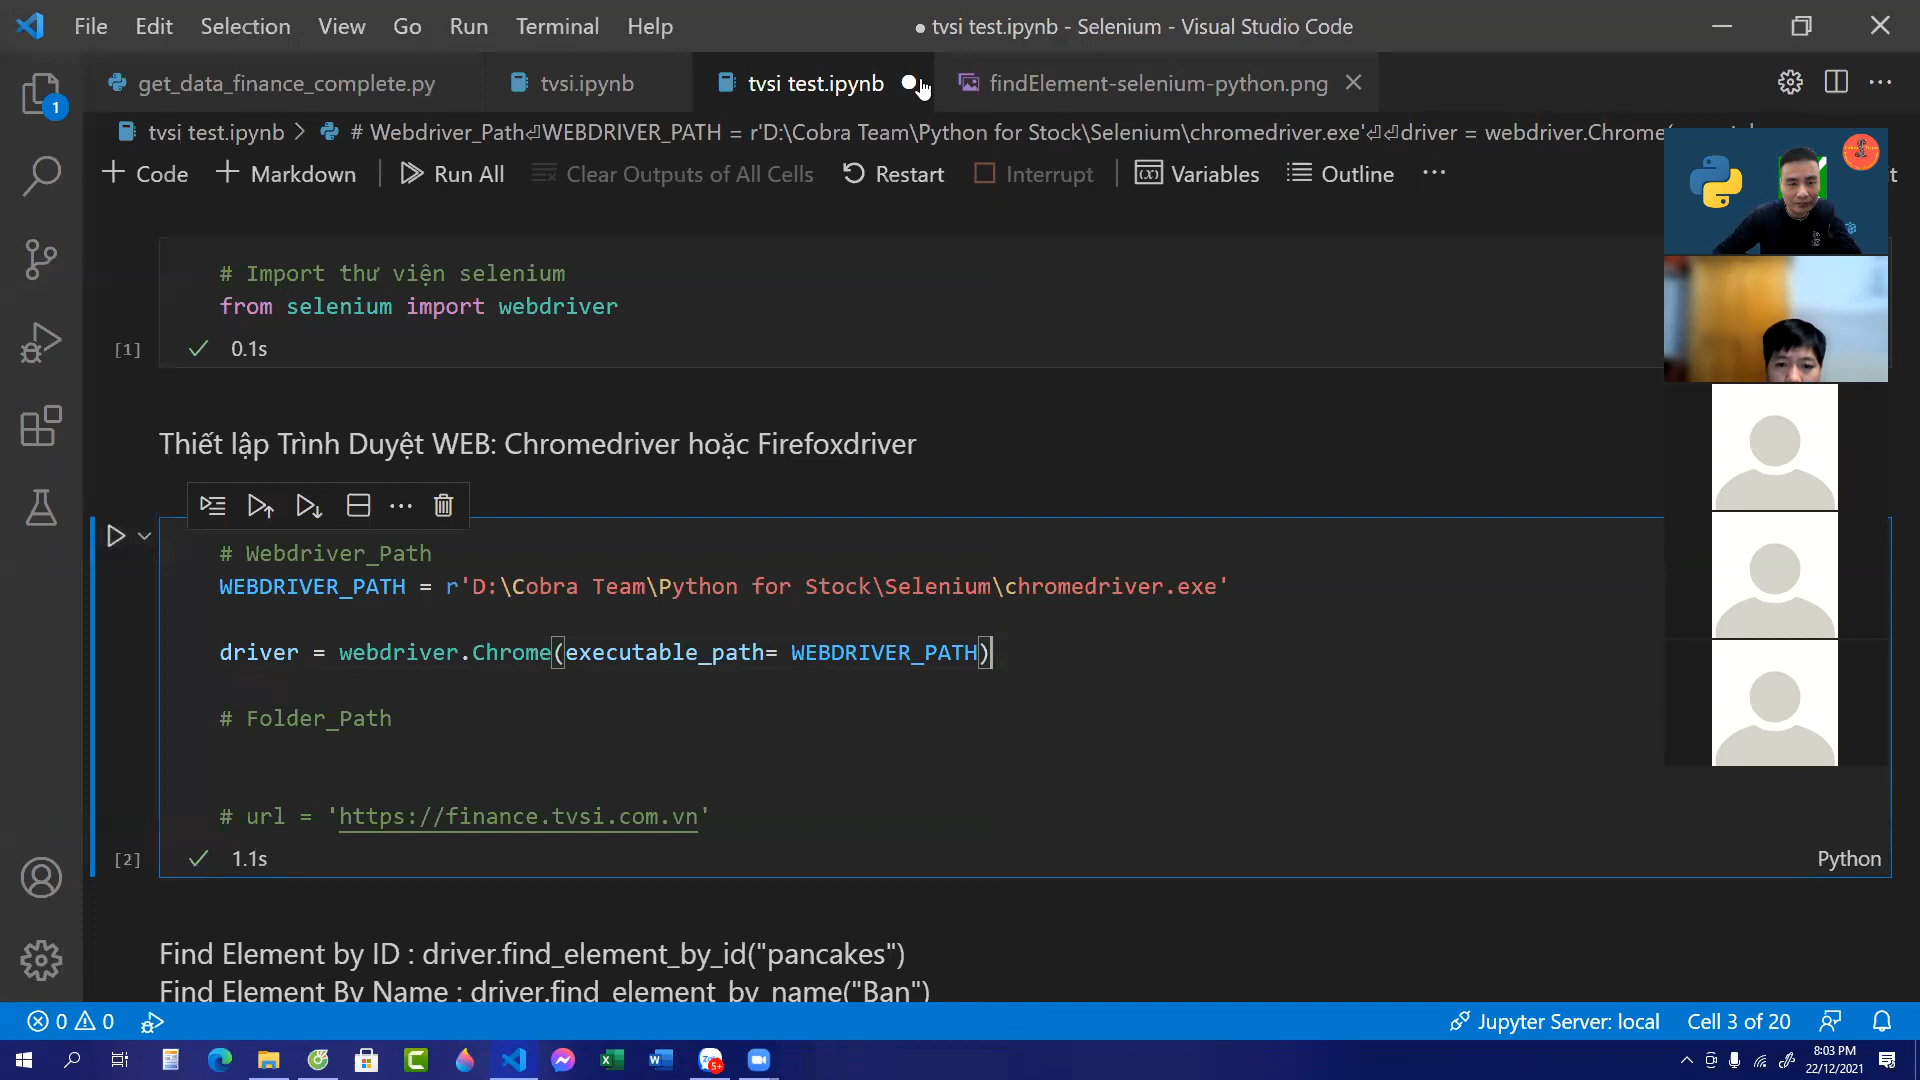 File Edit Selection View Go Run Terminal Help
● tvsi test.ipynb - Selenium - Visual Studio Code
get_data_finance_complete.py
tvsi.ipynb
tvsi test.ipynb
findElement-selenium-python.png
tvsi test.ipynb > # Webdriver_Path⏎WEBDRIVER_PATH = r'D:\Cobra Team\Python for Stock\Selenium\chromedriver.exe'⏎⏎driver = webdriver.Chrome(
+ Code + Markdown Run All Clear Outputs of All Cells Restart Interrupt Variables Outline ...
# Import thư viện selenium
from selenium import webdriver
[1] 0.1s
Thiết lập Trình Duyệt WEB: Chromedriver hoặc Firefoxdriver
# Webdriver_Path
WEBDRIVER_PATH = r'D:\Cobra Team\Python for Stock\Selenium\chromedriver.exe'
driver = webdriver.Chrome(executable_path= WEBDRIVER_PATH)
# Folder_Path
# url = 'https://finance.tvsi.com.vn'
[2] 1.1s
Python
Find Element by ID : driver.find_element_by_id("pancakes")
Find Element By Name : driver.find_element_by_name("Ban")
0 0
Jupyter Server: local
Cell 3 of 20
8:03 PM
22/12/2021